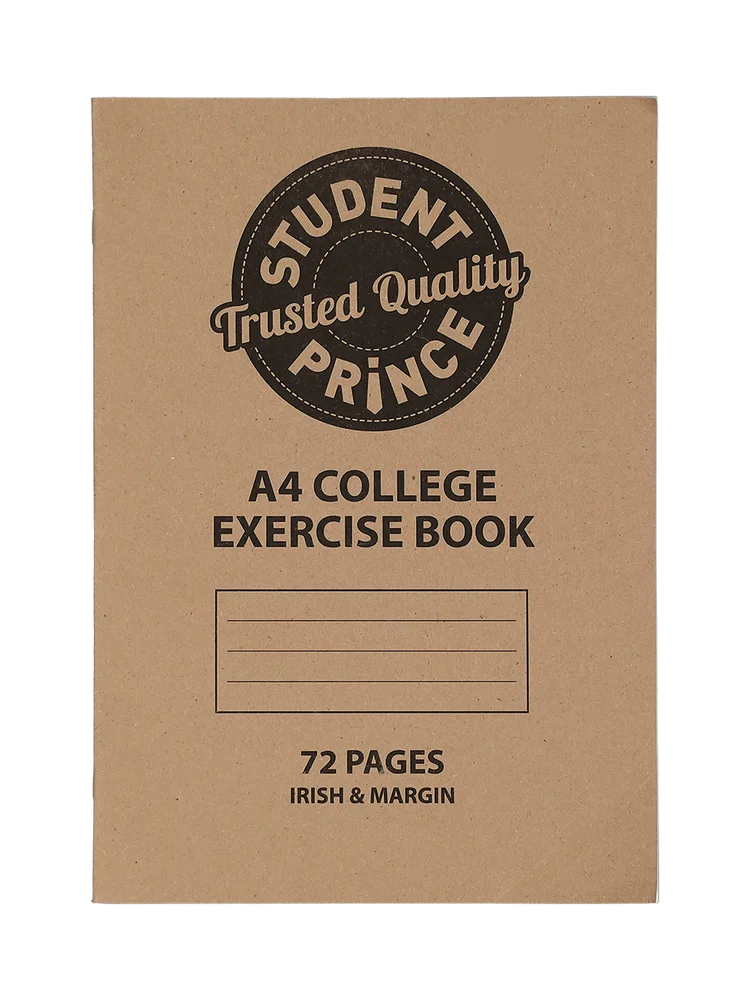 STUDENT
Trusted Quality
PRINCE
A4 COLLEGE
EXERCISE BOOK
72 PAGES
IRISH & MARGIN